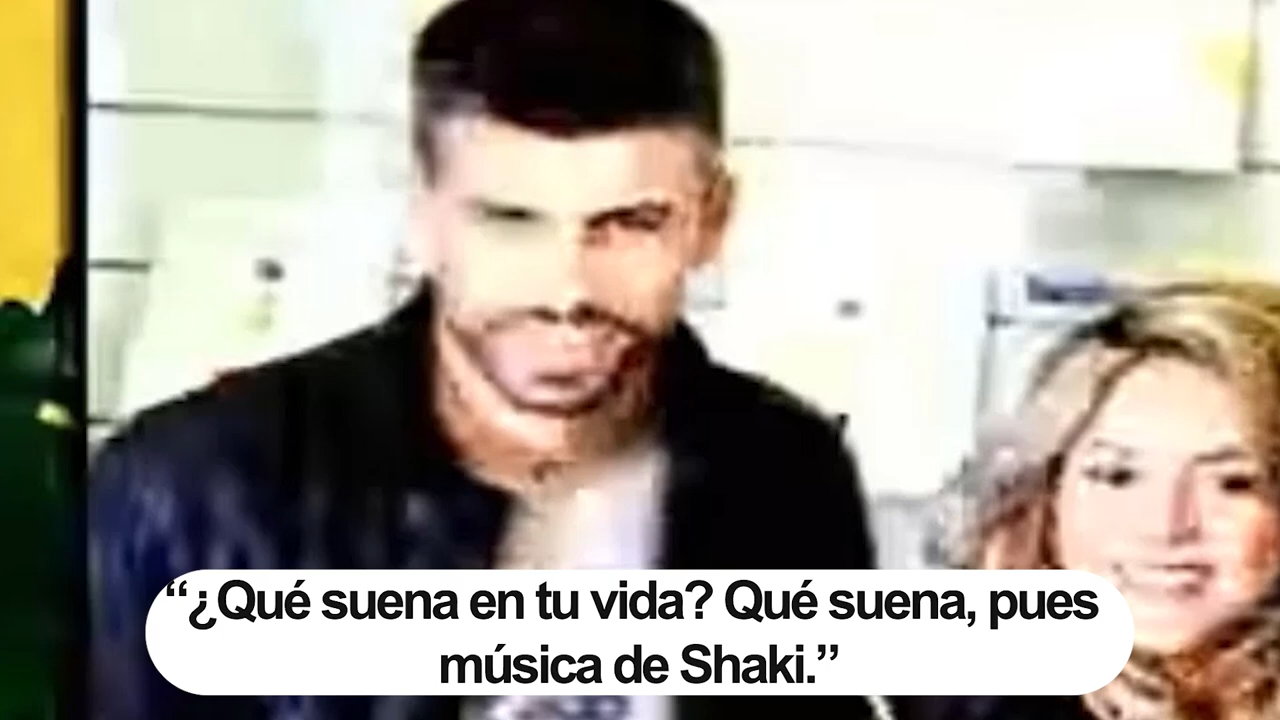 “¿Qué suena en tu vida? Qué suena, pues
música de Shaki.”